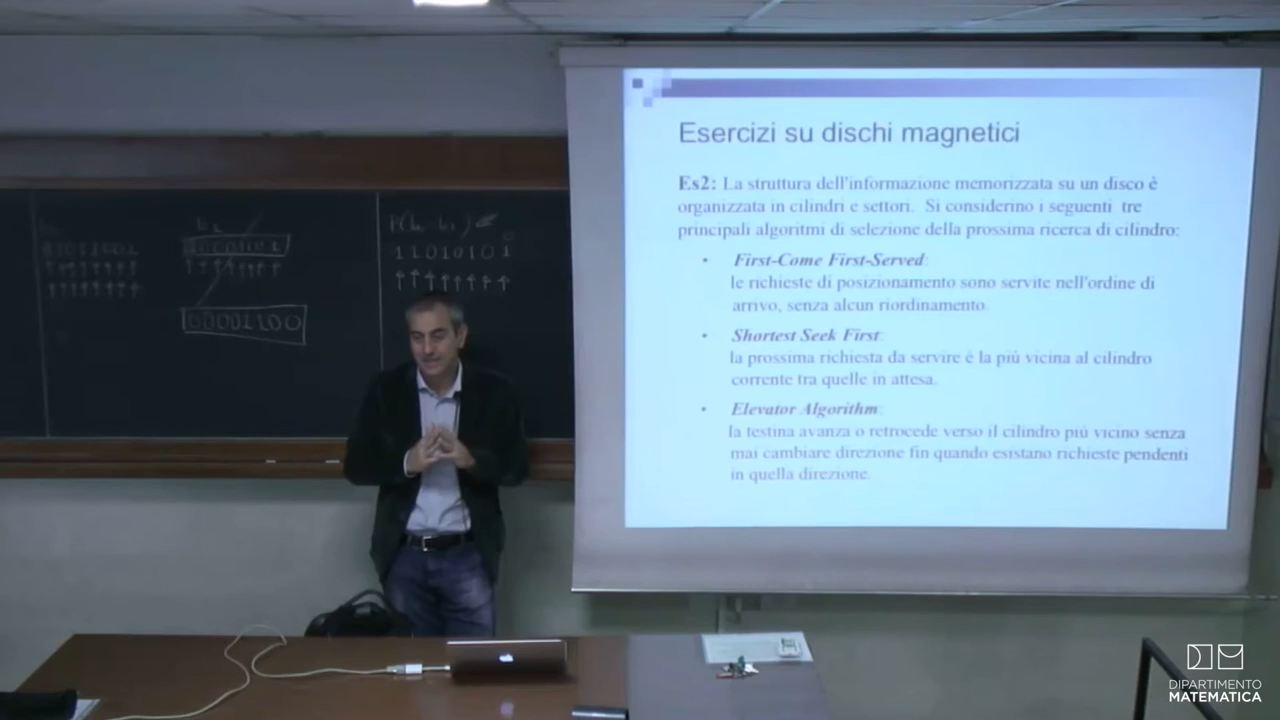 Esercizi su dischi magnetici
Es2: La struttura dell'informazione memorizzata su un disco è
organizzata in cilindri e settori. Si considerino i seguenti tre
principali algoritmi di selezione della prossima ricerca di cilindro:
• First-Come First-Served:
le richieste di posizionamento sono servite nell'ordine di
arrivo, senza alcun riordinamento.
• Shortest Seek First:
la prossima richiesta da servire è la più vicina al cilindro
corrente tra quelle in attesa.
• Elevator Algorithm:
la testina avanza o retrocede verso il cilindro più vicino senza
mai cambiare direzione fin quando esistano richieste pendenti
in quella direzione.
11010101
00001100
DIPARTIMENTO
MATEMATICA